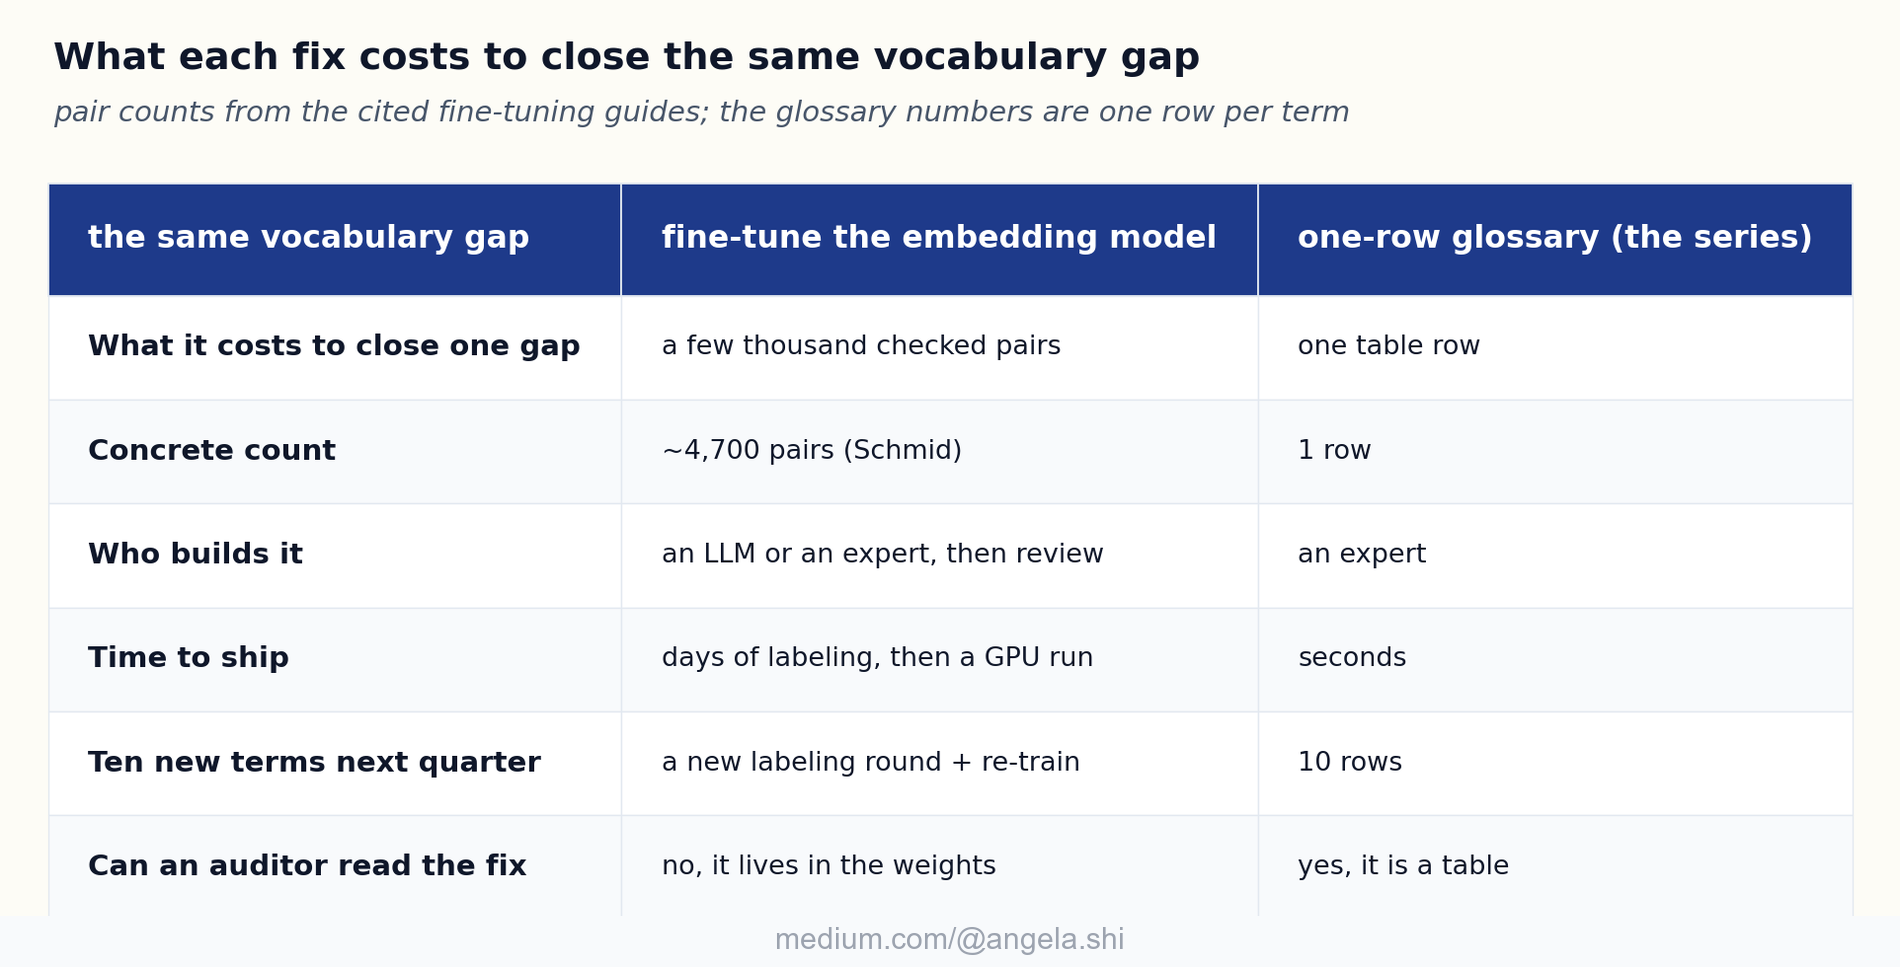 What each fix costs to close the same vocabulary gap
pair counts from the cited fine-tuning guides; the glossary numbers are one row per term
the same vocabulary gap
fine-tune the embedding model
one-row glossary (the series)
What it costs to close one gap
a few thousand checked pairs
one table row
Concrete count
~4,700 pairs (Schmid)
1 row
Who builds it
an LLM or an expert, then review
an expert
Time to ship
days of labeling, then a GPU run
seconds
Ten new terms next quarter
a new labeling round + re-train
10 rows
Can an auditor read the fix
no, it lives in the weights
yes, it is a table
medium.com/@angela.shi